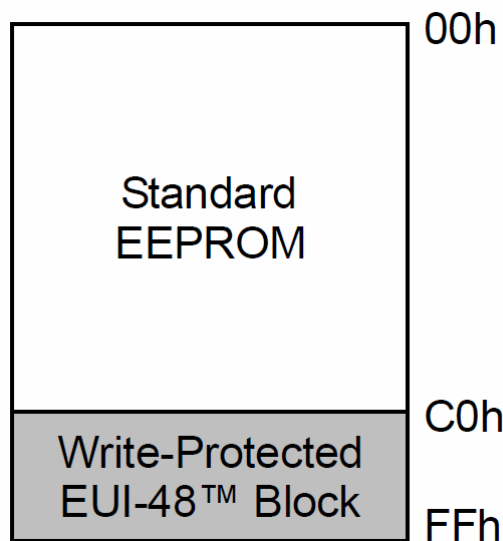 00h
Standard
EEPROM
C0h
Write-Protected
EUI-48™ Block
FFh